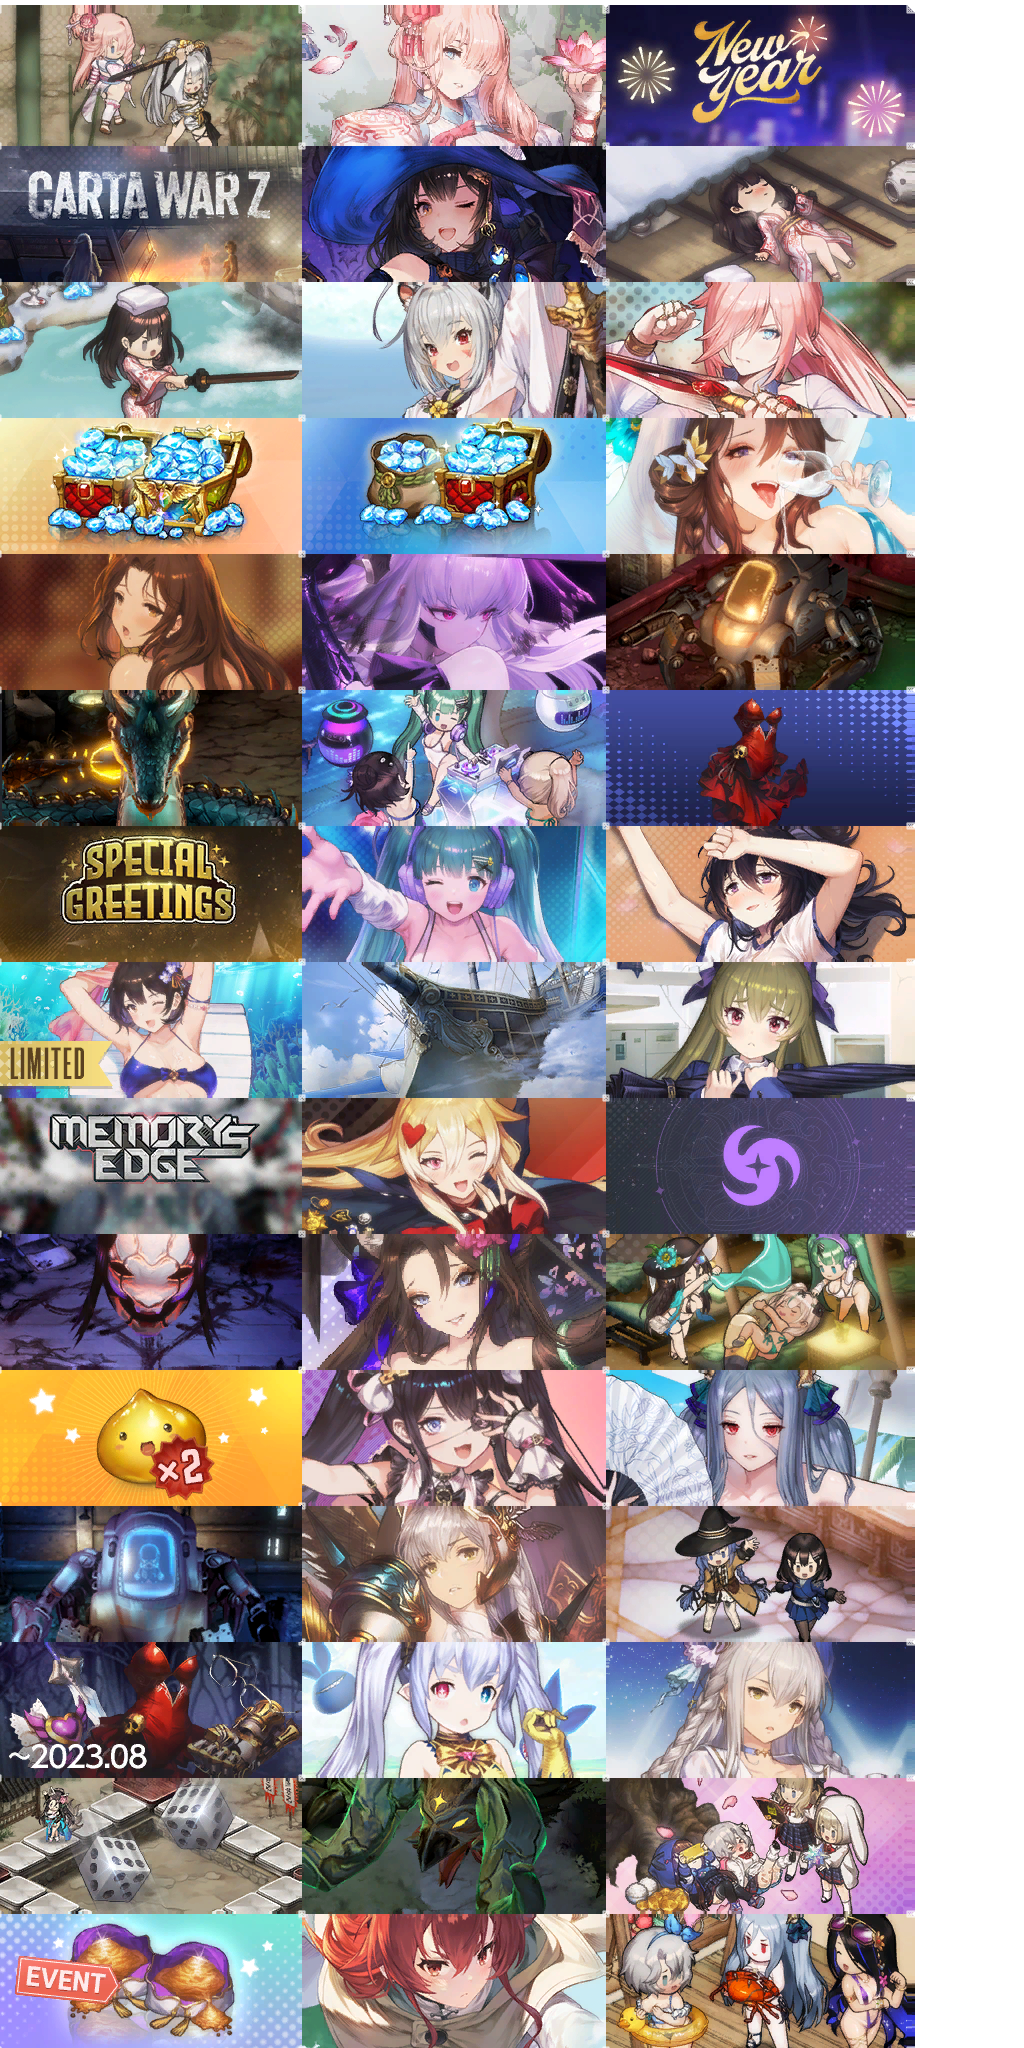 New
year
CARTA WAR Z
SPECIAL
GREETINGS
LIMITED
MEMORY'S
EDGE
×2
~2023.08
EVENT